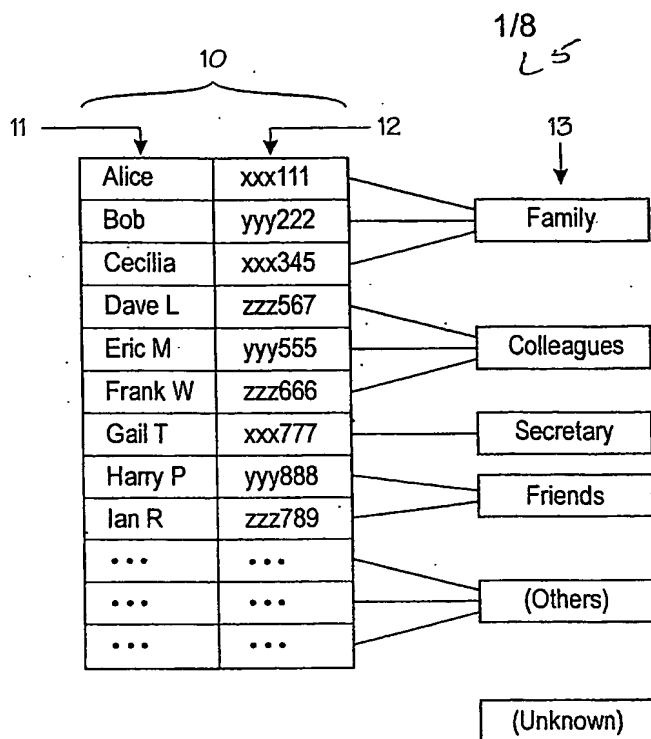 1/8
L5
10
11
12
13
Alice xxx111
Bob yyy222
Cecilia xxx345
Dave L zzz567
Eric M yyy555
Frank W zzz666
Gail T xxx777
Harry P yyy888
Ian R zzz789
••• •••
••• •••
••• •••
Family
Colleagues
Secretary
Friends
(Others)
(Unknown)